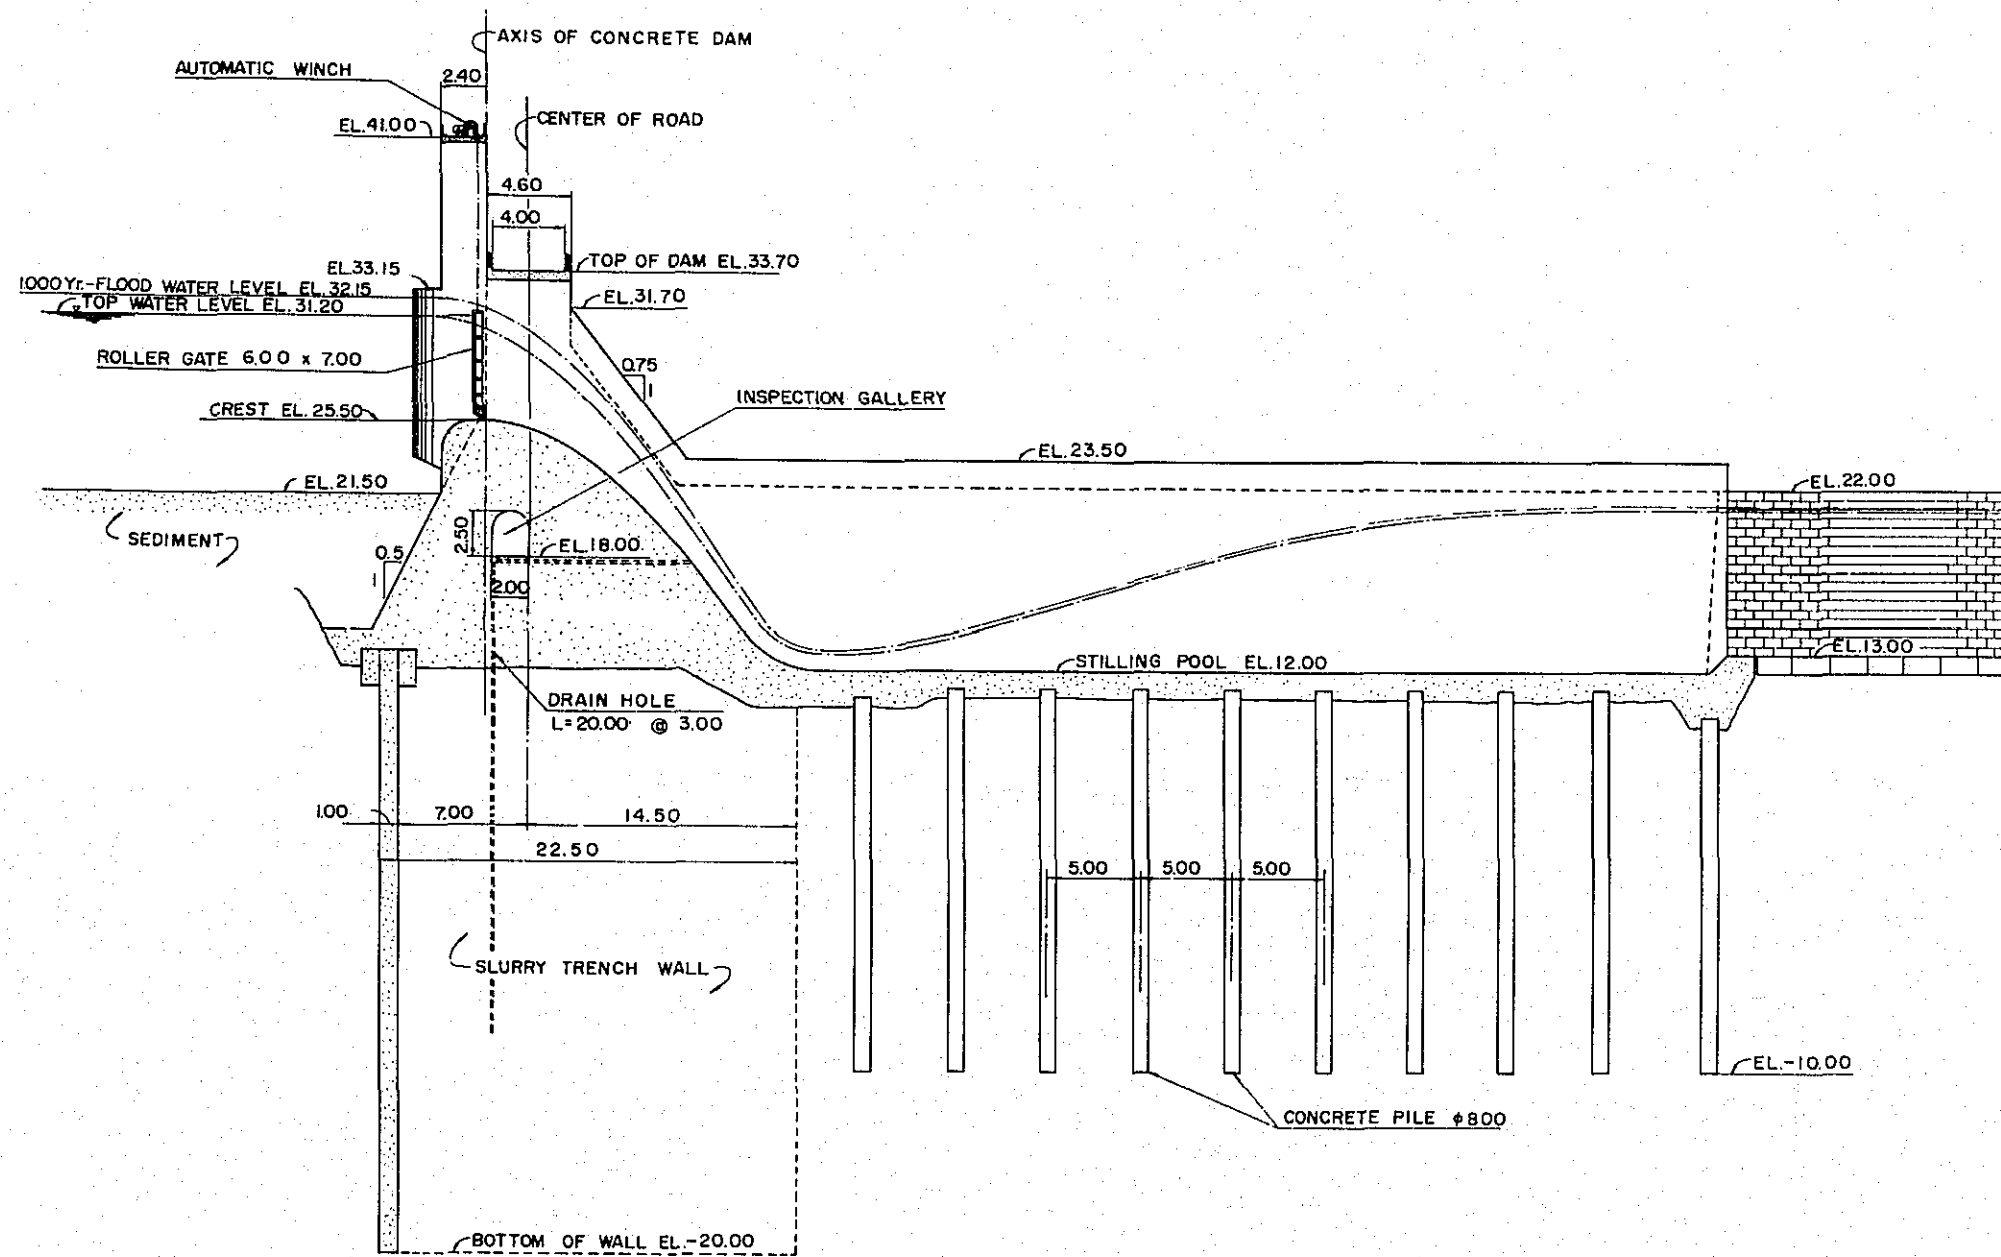 AXIS OF CONCRETE DAM
AUTOMATIC WINCH
2.40
CENTER OF ROAD
EL.41.00
4.60
4.00
TOP OF DAM EL.33.70
EL.33.15
1000Yr.-FLOOD WATER LEVEL EL.32.15
EL.31.70
TOP WATER LEVEL EL.31.20
ROLLER GATE 6.00 x 7.00
0.75
1
INSPECTION GALLERY
CREST EL.25.50
EL.23.50
EL.21.50
EL.22.00
SEDIMENT
2.50
EL.18.00
0.5
1
2.00
EL.13.00
STILLING POOL EL.12.00
DRAIN HOLE
L=20.00 @ 3.00
1.00
7.00
14.50
22.50
5.00
5.00
5.00
SLURRY TRENCH WALL
EL.-10.00
CONCRETE PILE φ800
BOTTOM OF WALL EL.-20.00